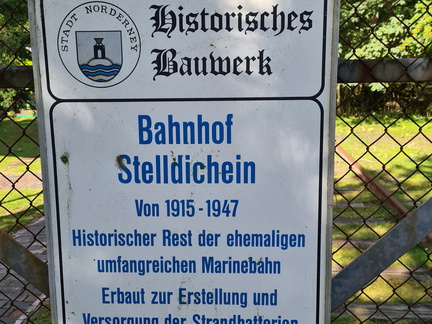 STADT NORDERNEY
Historisches
Bauwerk
Bahnhof
Stelldichein
Von 1915 - 1947
Historischer Rest der ehemaligen
umfangreichen Marinebahn
Erbaut zur Erstellung und
Versorgung der Strandbatterien